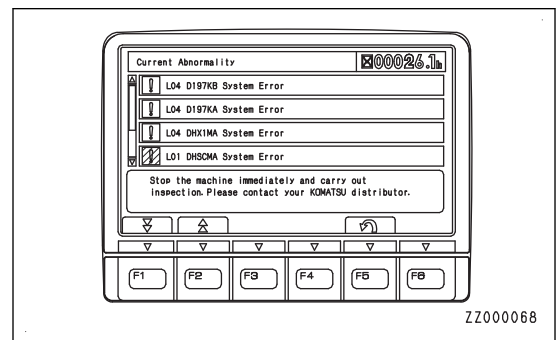 Current Abnormality 00026.1h
L04 D197KB System Error
L04 D197KA System Error
L04 DHX1MA System Error
L01 DHSCMA System Error
Stop the machine immediately and carry out
inspection. Please contact your KOMATSU distributor.
F1 F2 F3 F4 F5 F6
ZZ000068